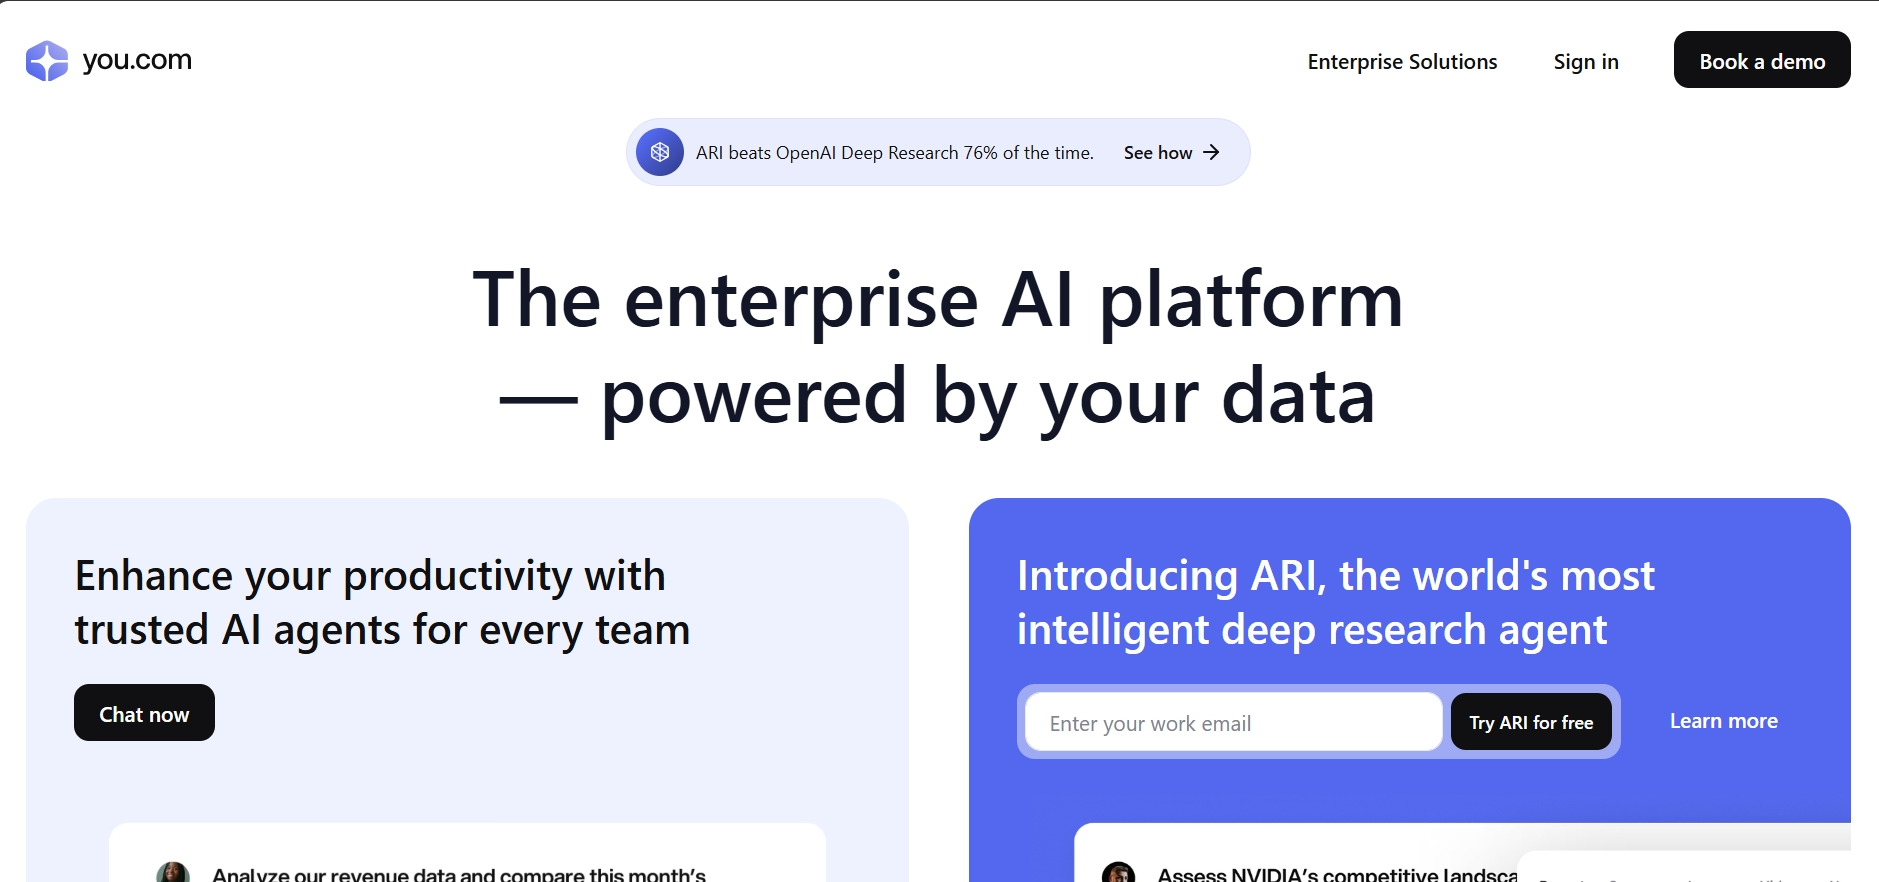 you.com
Enterprise Solutions
Sign in
Book a demo
ARI beats OpenAI Deep Research 76% of the time.
See how →
The enterprise AI platform
— powered by your data
Enhance your productivity with
trusted AI agents for every team
Chat now
Introducing ARI, the world's most
intelligent deep research agent
Enter your work email
Try ARI for free
Learn more
Analyze our revenue data and compare this month’s
Assess NVIDIA’s competitive landsca